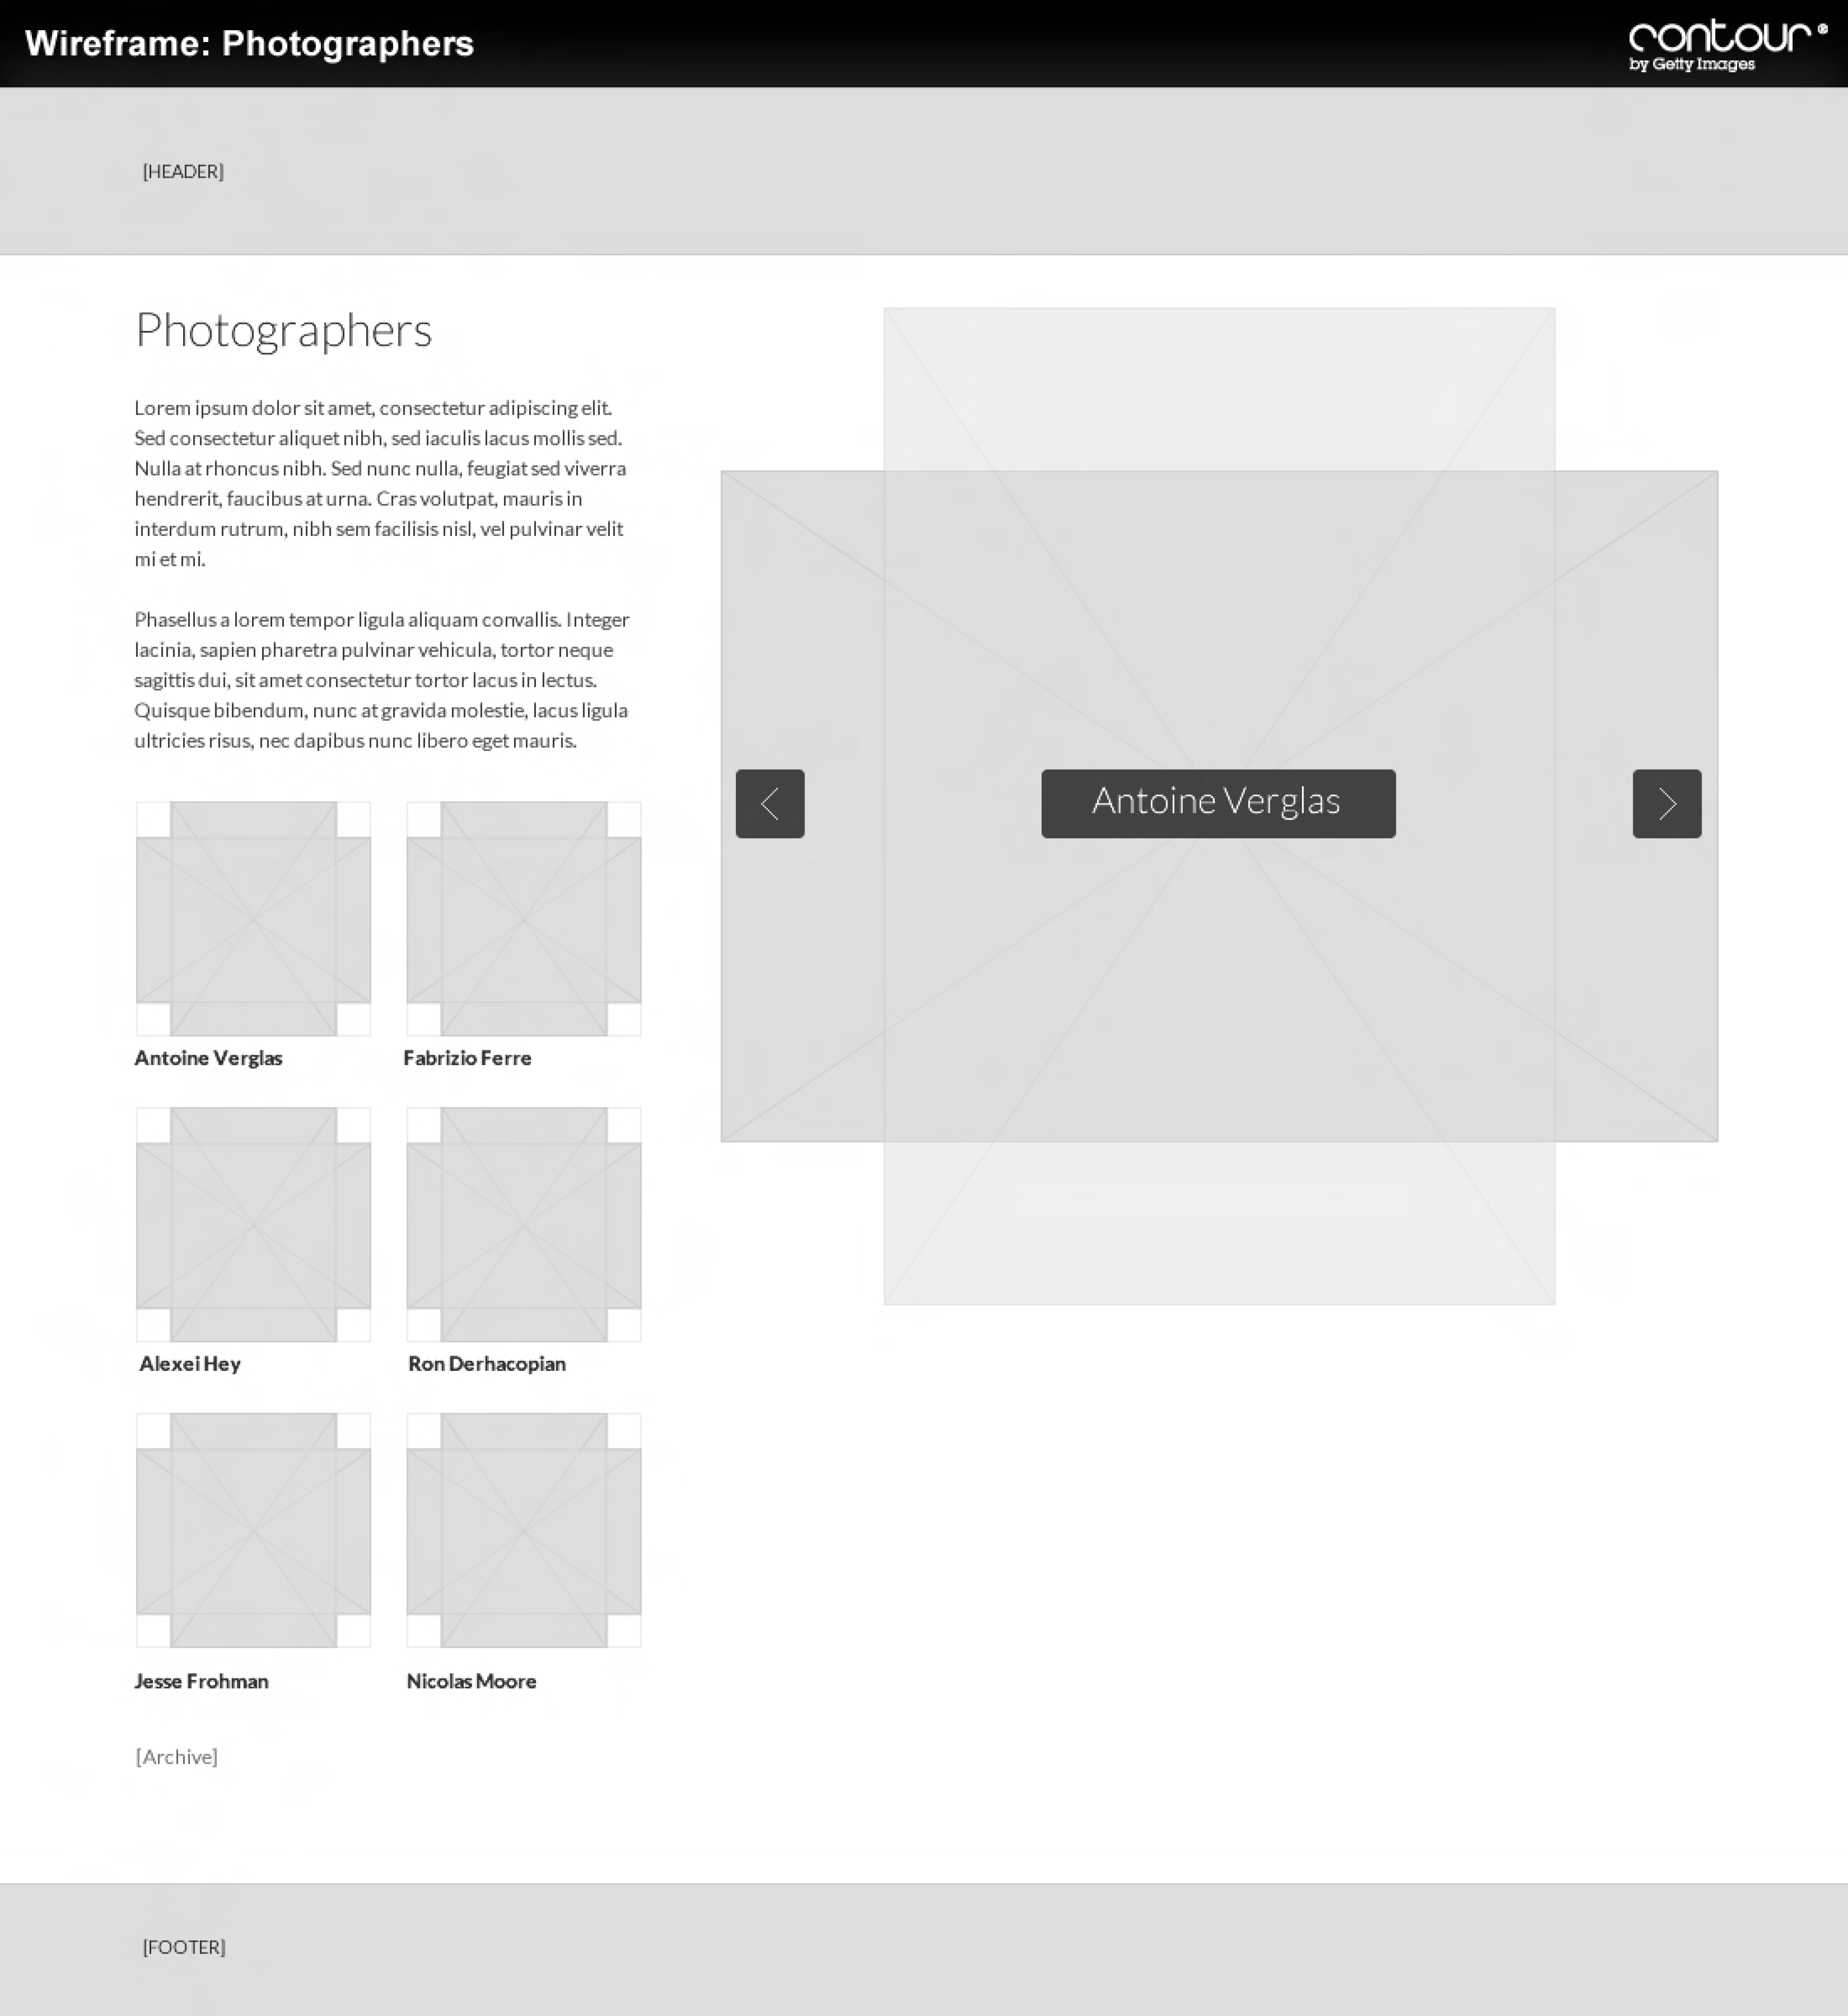 Wireframe: Photographers
contour®
by Getty Images
[HEADER]
Photographers
Lorem ipsum dolor sit amet, consectetur adipiscing elit.
Sed consectetur aliquet nibh, sed iaculis lacus mollis sed.
Nulla at rhoncus nibh. Sed nunc nulla, feugiat sed viverra
hendrerit, faucibus at urna. Cras volutpat, mauris in
interdum rutrum, nibh sem facilisis nisl, vel pulvinar velit
mi et mi.
Phasellus a lorem tempor ligula aliquam convallis. Integer
lacinia, sapien pharetra pulvinar vehicula, tortor neque
sagittis dui, sit amet consectetur tortor lacus in lectus.
Quisque bibendum, nunc at gravida molestie, lacus ligula
ultricies risus, nec dapibus nunc libero eget mauris.
Antoine Verglas
Antoine Verglas
Fabrizio Ferre
Alexei Hey
Ron Derhacopian
Jesse Frohman
Nicolas Moore
[Archive]
[FOOTER]